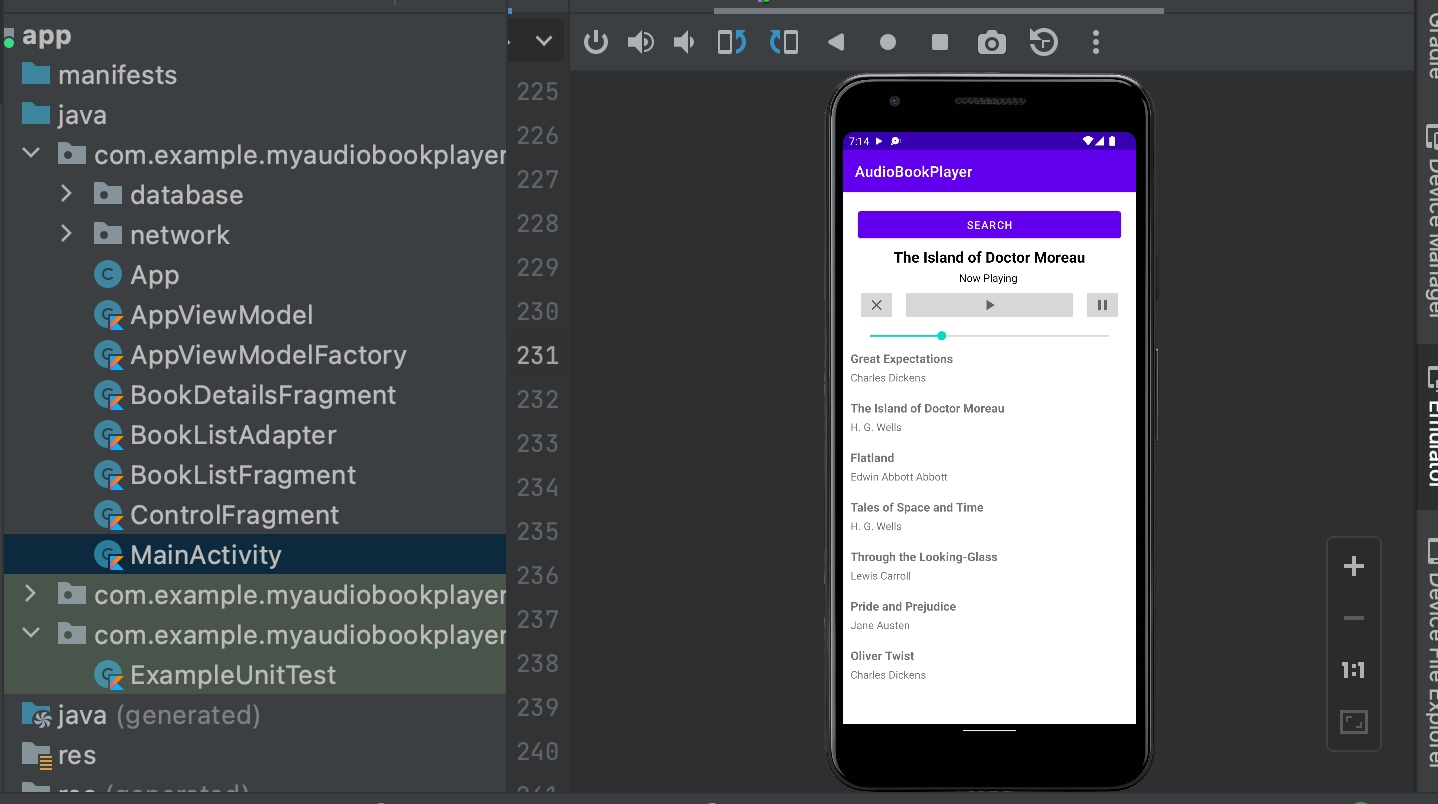 app
manifests
java
com.example.myaudiobookplayer
database
network
App
AppViewModel
AppViewModelFactory
BookDetailsFragment
BookListAdapter
BookListFragment
ControlFragment
MainActivity
com.example.myaudiobookplayer
com.example.myaudiobookplayer
ExampleUnitTest
java (generated)
res
res (generated)
225
226
227
228
229
230
231
232
233
234
235
236
237
238
239
240
241
7:14
AudioBookPlayer
SEARCH
The Island of Doctor Moreau
Now Playing
Great Expectations
Charles Dickens
The Island of Doctor Moreau
H. G. Wells
Flatland
Edwin Abbott Abbott
Tales of Space and Time
H. G. Wells
Through the Looking-Glass
Lewis Carroll
Pride and Prejudice
Jane Austen
Oliver Twist
Charles Dickens
1:1
Gradle
Device Manager
Emulator
Device File Explorer